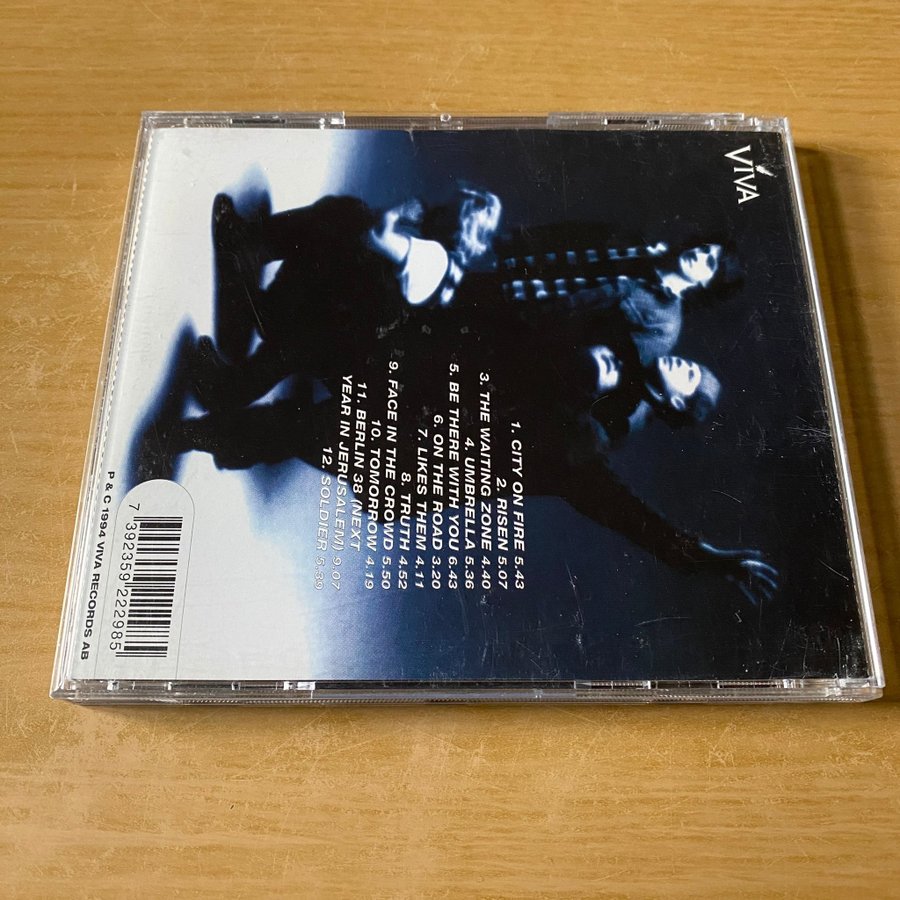 VIVA
1. CITY ON FIRE 5.43
2. RISEN 5.07
3. THE WAITING ZONE 4.40
4. UMBRELLA 5.36
5. BE THERE WITH YOU 6.43
6. ON THE ROAD 3.20
7. LIKES THEM 4.11
8. TRUTH 4.52
9. FACE IN THE CROWD 5.50
10. TOMORROW 4.19
11. BERLIN 38 (NEXT
YEAR IN JERUSALEM) 9.07
12. SOLDIER 5.39
7 392359 222985
P & C 1994 VIVA RECORDS AB